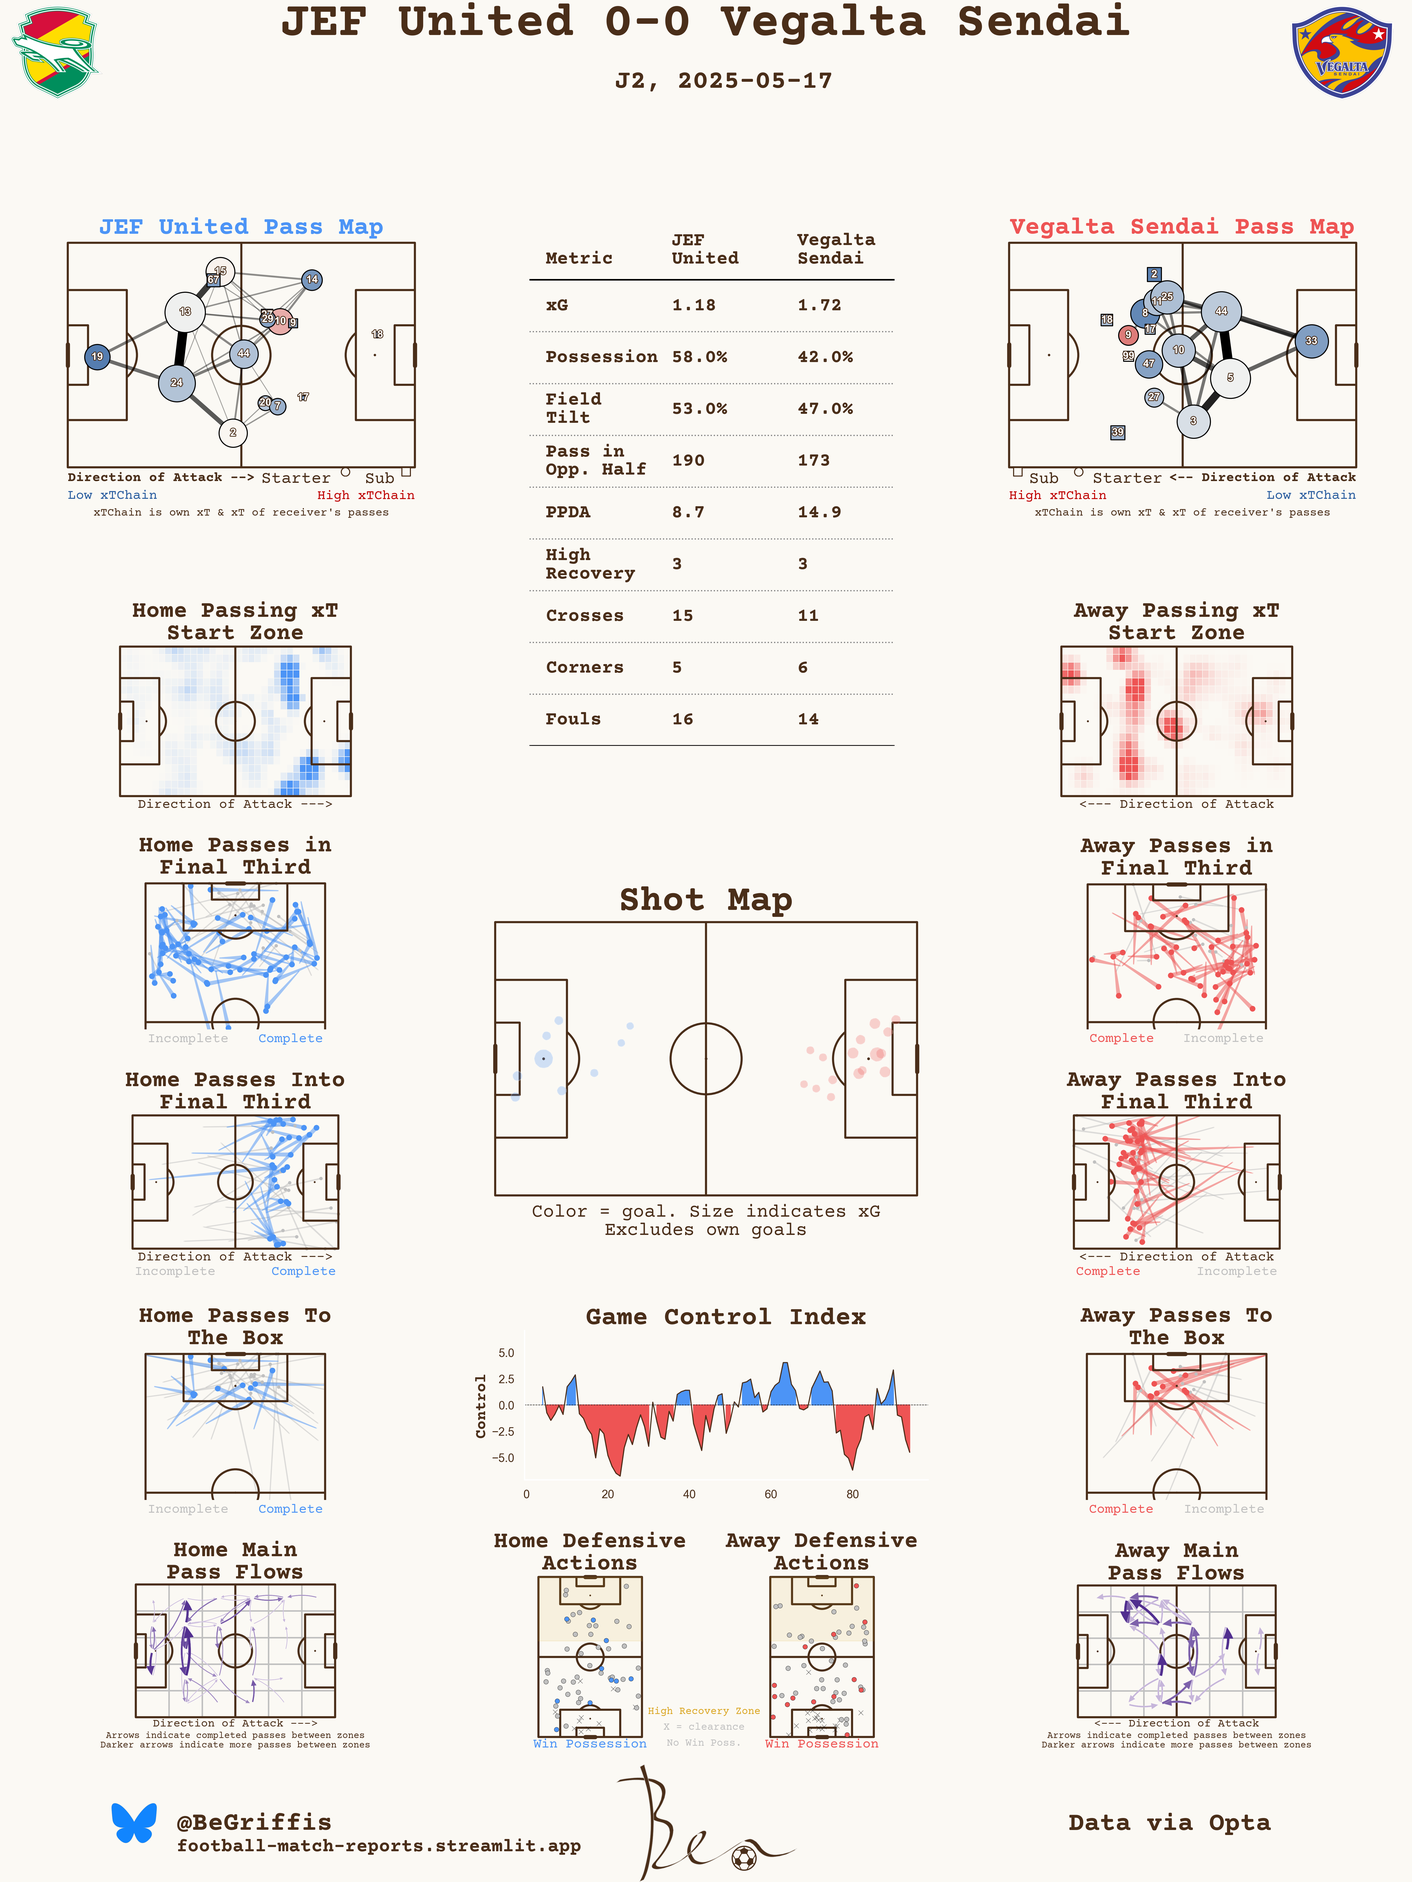 JEF United 0-0 Vegalta Sendai
J2, 2025-05-17
VEGALTA
SENDAI
JEF United Pass Map
15
67
14
13
29
10
9
18
19
44
24
20
7
17
2
Direction of Attack --> Starter Sub
Low xTChain High xTChain
xTChain is own xT & xT of receiver's passes
Metric JEF United Vegalta Sendai
xG 1.18 1.72
Possession 58.0% 42.0%
Field Tilt 53.0% 47.0%
Pass in Opp. Half 190 173
PPDA 8.7 14.9
High Recovery 3 3
Crosses 15 11
Corners 5 6
Fouls 16 14
Vegalta Sendai Pass Map
2
25
11
8
44
18
17
9
33
10
99
47
5
27
3
39
Sub Starter <-- Direction of Attack
High xTChain Low xTChain
xTChain is own xT & xT of receiver's passes
Home Passing xT
Start Zone
Direction of Attack --->
Away Passing xT
Start Zone
<--- Direction of Attack
Home Passes in
Final Third
Incomplete Complete
Shot Map
Color = goal. Size indicates xG
Excludes own goals
Away Passes in
Final Third
Complete Incomplete
Home Passes Into
Final Third
Direction of Attack --->
Incomplete Complete
Away Passes Into
Final Third
<--- Direction of Attack
Complete Incomplete
Home Passes To
The Box
Incomplete Complete
Game Control Index
Control
5.0
2.5
0.0
−2.5
−5.0
0 20 40 60 80
Away Passes To
The Box
Complete Incomplete
Home Main
Pass Flows
Direction of Attack --->
Arrows indicate completed passes between zones
Darker arrows indicate more passes between zones
Home Defensive
Actions
Win Possession
High Recovery Zone
X = clearance
No Win Poss.
Away Defensive
Actions
Win Possession
Away Main
Pass Flows
<--- Direction of Attack
Arrows indicate completed passes between zones
Darker arrows indicate more passes between zones
@BeGriffis
football-match-reports.streamlit.app
Ben
Data via Opta